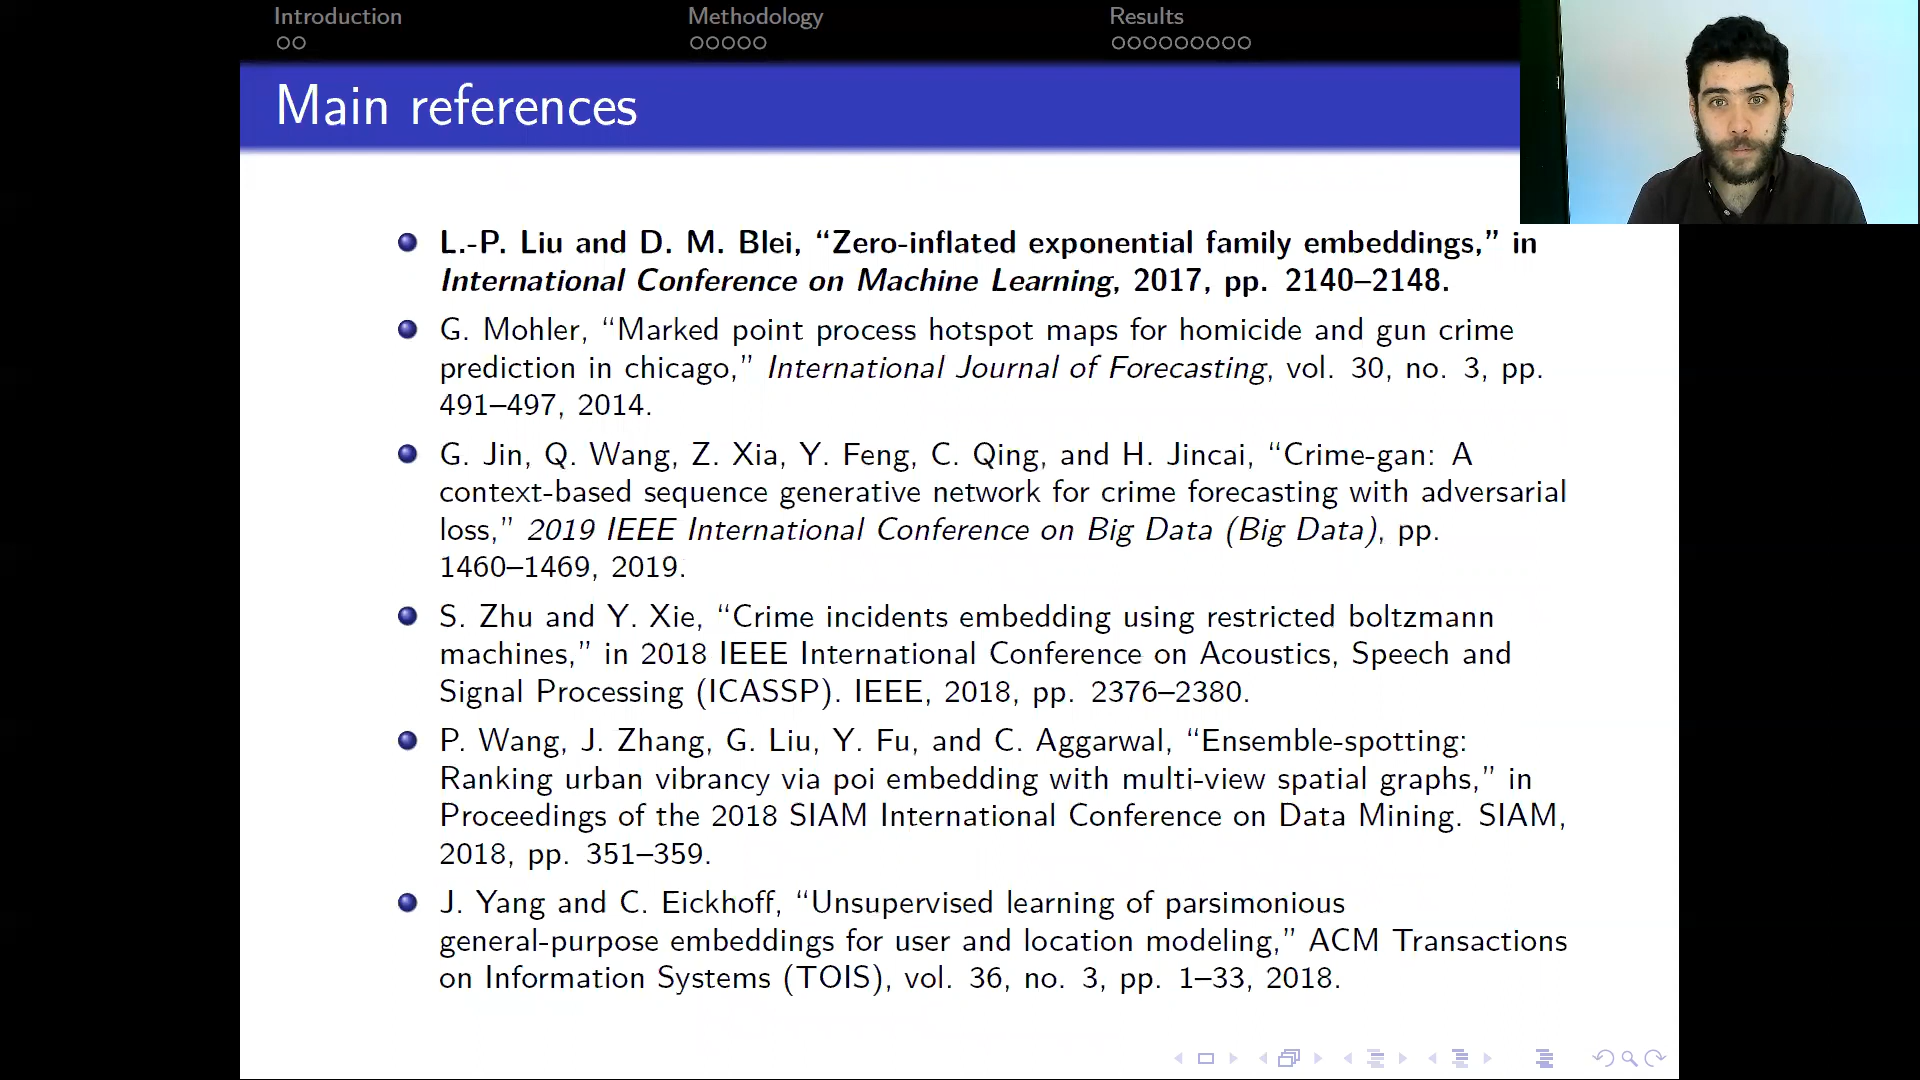 Introduction
Methodology
Results
Main references
L.-P. Liu and D. M. Blei, “Zero-inflated exponential family embeddings,” in
International Conference on Machine Learning, 2017, pp. 2140–2148.
G. Mohler, “Marked point process hotspot maps for homicide and gun crime
prediction in chicago,” International Journal of Forecasting, vol. 30, no. 3, pp.
491–497, 2014.
G. Jin, Q. Wang, Z. Xia, Y. Feng, C. Qing, and H. Jincai, “Crime-gan: A
context-based sequence generative network for crime forecasting with adversarial
loss,” 2019 IEEE International Conference on Big Data (Big Data), pp.
1460–1469, 2019.
S. Zhu and Y. Xie, “Crime incidents embedding using restricted boltzmann
machines,” in 2018 IEEE International Conference on Acoustics, Speech and
Signal Processing (ICASSP). IEEE, 2018, pp. 2376–2380.
P. Wang, J. Zhang, G. Liu, Y. Fu, and C. Aggarwal, “Ensemble-spotting:
Ranking urban vibrancy via poi embedding with multi-view spatial graphs,” in
Proceedings of the 2018 SIAM International Conference on Data Mining. SIAM,
2018, pp. 351–359.
J. Yang and C. Eickhoff, “Unsupervised learning of parsimonious
general-purpose embeddings for user and location modeling,” ACM Transactions
on Information Systems (TOIS), vol. 36, no. 3, pp. 1–33, 2018.